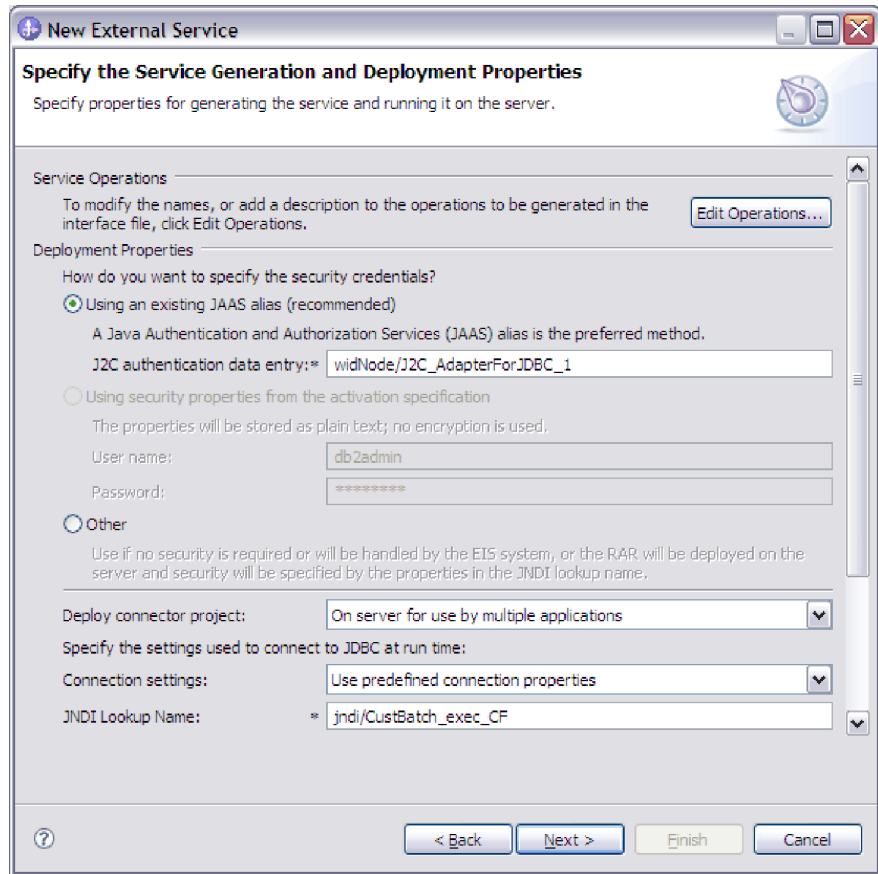 New External Service
Specify the Service Generation and Deployment Properties
Specify properties for generating the service and running it on the server.
Service Operations
To modify the names, or add a description to the operations to be generated in the
interface file, click Edit Operations.
Edit Operations...
Deployment Properties
How do you want to specify the security credentials?
Using an existing JAAS alias (recommended)
A Java Authentication and Authorization Services (JAAS) alias is the preferred method.
J2C authentication data entry:* widNode/J2C_AdapterForJDBC_1
Using security properties from the activation specification
The properties will be stored as plain text; no encryption is used.
User name: db2admin
Password: ********
Other
Use if no security is required or will be handled by the EIS system, or the RAR will be deployed on the
server and security will be specified by the properties in the JNDI lookup name.
Deploy connector project: On server for use by multiple applications
Specify the settings used to connect to JDBC at run time:
Connection settings: Use predefined connection properties
JNDI Lookup Name: * jndi/CustBatch_exec_CF
? < Back Next > Finish Cancel